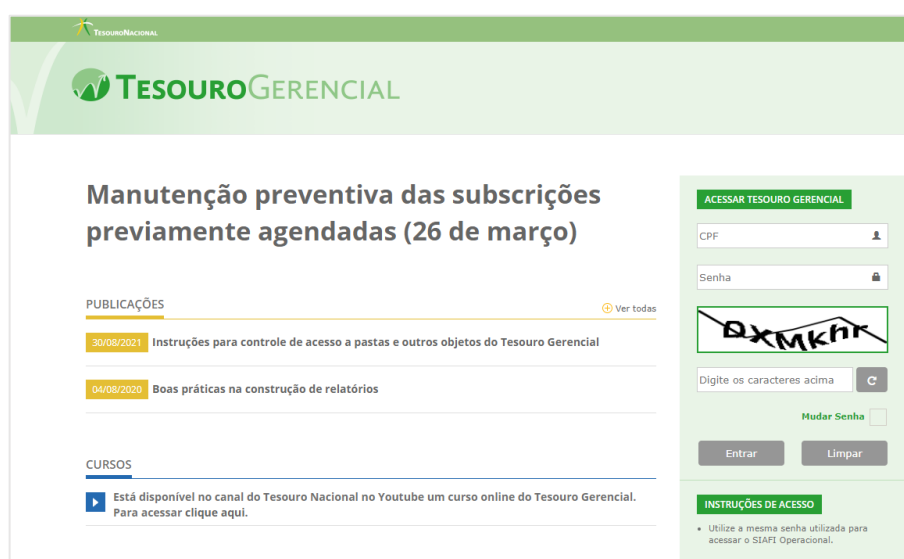 TESOURONACIONAL
TESOUROGERENCIAL
Manutenção preventiva das subscrições
previamente agendadas (26 de março)
PUBLICAÇÕES
Ver todas
30/08/2021 Instruções para controle de acesso a pastas e outros objetos do Tesouro Gerencial
04/08/2020 Boas práticas na construção de relatórios
CURSOS
Está disponível no canal do Tesouro Nacional no Youtube um curso online do Tesouro Gerencial.
Para acessar clique aqui.
ACESSAR TESOURO GERENCIAL
CPF
Senha
Digite os caracteres acima
Mudar Senha
Entrar Limpar
INSTRUÇÕES DE ACESSO
• Utilize a mesma senha utilizada para
acessar o SIAFI Operacional.